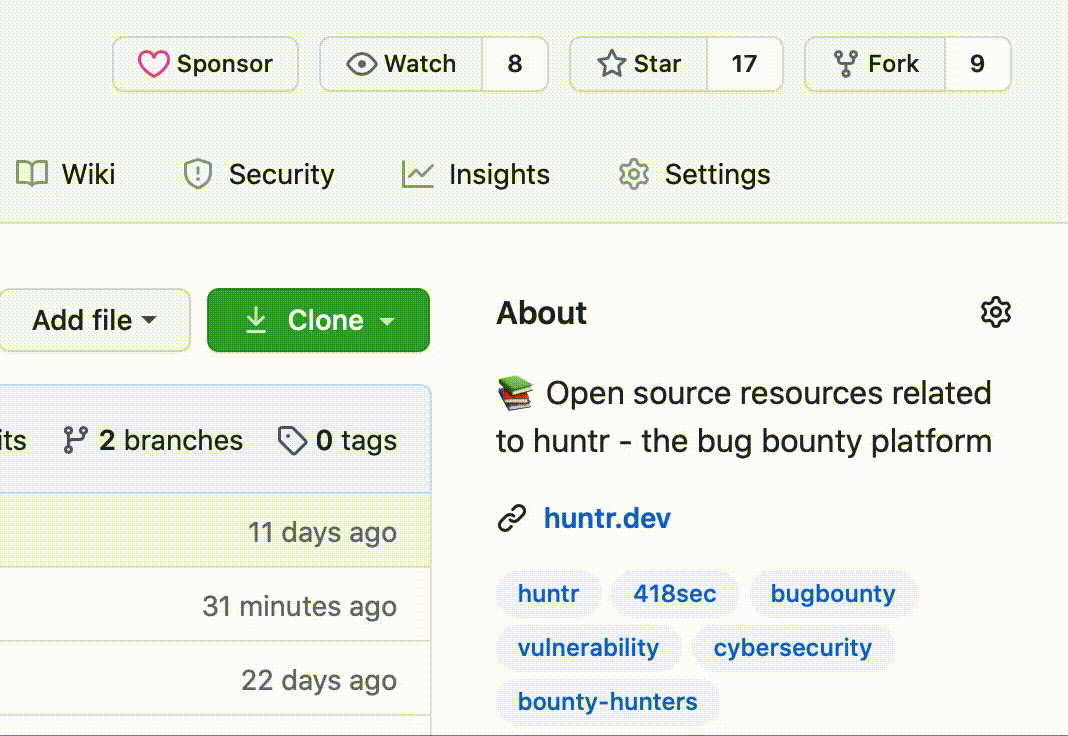 Sponsor Watch 8 Star 17 Fork 9
Wiki Security Insights Settings
Add file Clone
its 2 branches 0 tags
11 days ago
31 minutes ago
22 days ago
About
Open source resources related
to huntr - the bug bounty platform
huntr.dev
huntr 418sec bugbounty
vulnerability cybersecurity
bounty-hunters